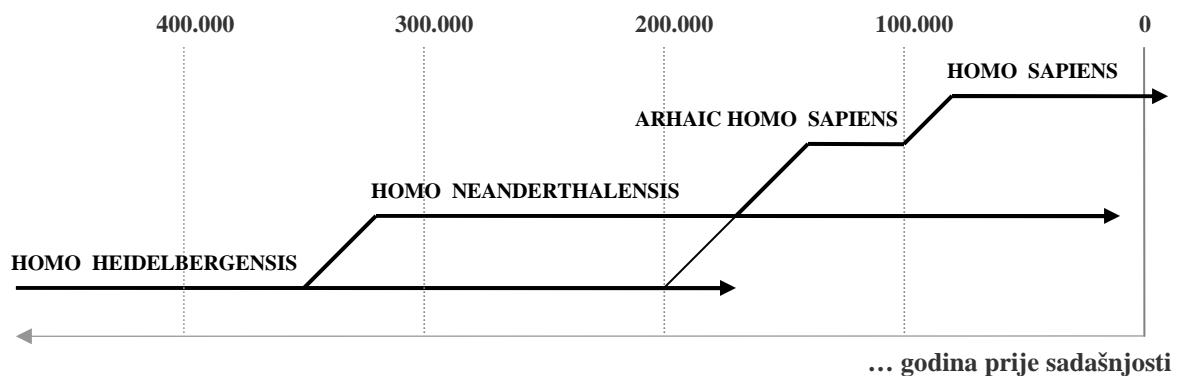 400.000 300.000 200.000 100.000 0
HOMO SAPIENS
ARHAIC HOMO SAPIENS
HOMO NEANDERTHALENSIS
HOMO HEIDELBERGENSIS
… godina prije sadašnjosti